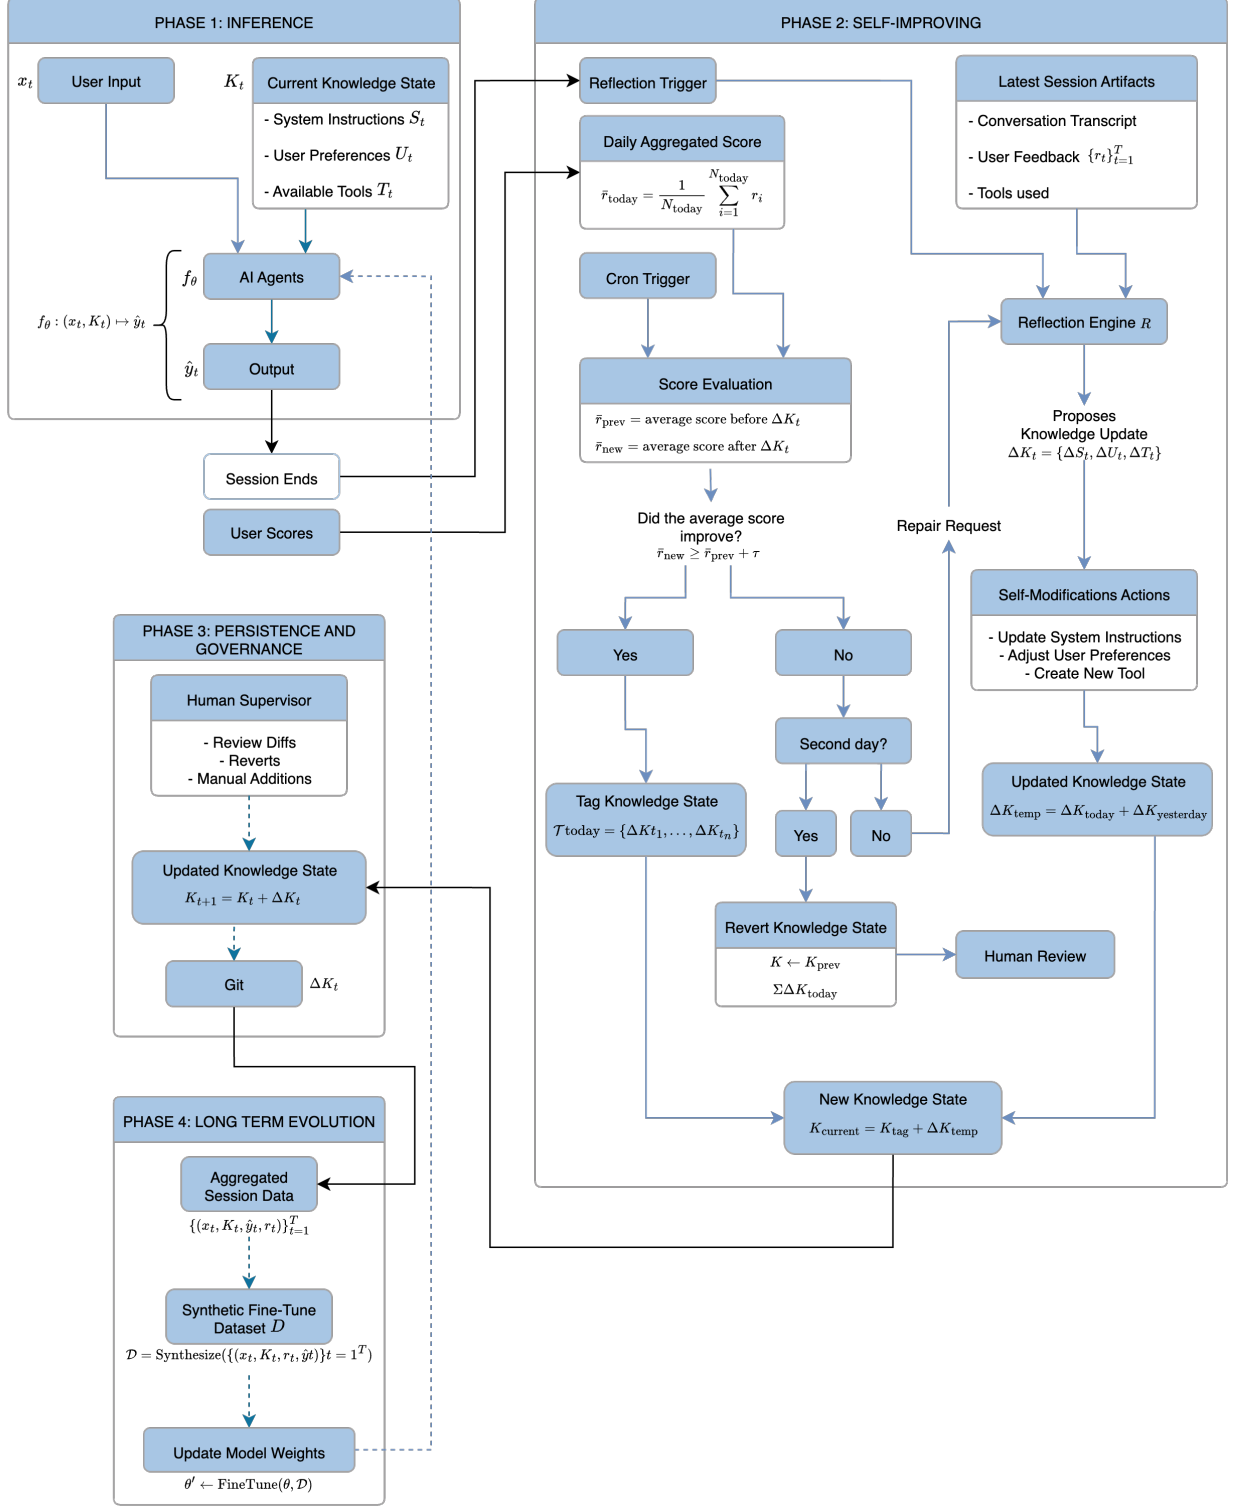 PHASE 1: INFERENCE
x_t
User Input
K_t
Current Knowledge State
- System Instructions S_t
- User Preferences U_t
- Available Tools T_t
f_θ
AI Agents
f_θ : (x_t, K_t) ↦ ŷ_t
ŷ_t
Output
Session Ends
User Scores
PHASE 2: SELF-IMPROVING
Reflection Trigger
Daily Aggregated Score
r̄_today = 1/N_today ∑_{i=1}^{N_today} r_i
Cron Trigger
Latest Session Artifacts
- Conversation Transcript
- User Feedback {r_t}_{t=1}^T
- Tools used
Reflection Engine R
Score Evaluation
r̄_prev = average score before ΔK_t
r̄_new = average score after ΔK_t
Proposes
Knowledge Update
ΔK_t = {ΔS_t, ΔU_t, ΔT_t}
Did the average score
improve?
r̄_new ≥ r̄_prev + τ
Repair Request
Self-Modifications Actions
- Update System Instructions
- Adjust User Preferences
- Create New Tool
Yes
No
Second day?
Yes
No
Tag Knowledge State
𝒯today = {ΔKt_1, . . . , ΔK_{t_n}}
Updated Knowledge State
ΔK_temp = ΔK_today + ΔK_yesterday
Revert Knowledge State
K ← K_prev
ΣΔK_today
Human Review
New Knowledge State
K_current = K_tag + ΔK_temp
PHASE 3: PERSISTENCE AND
GOVERNANCE
Human Supervisor
- Review Diffs
- Reverts
- Manual Additions
Updated Knowledge State
K_{t+1} = K_t + ΔK_t
Git
ΔK_t
PHASE 4: LONG TERM EVOLUTION
Aggregated
Session Data
{(x_t, K_t, ŷ_t, r_t)}_{t=1}^T
Synthetic Fine-Tune
Dataset D
𝒟 = Synthesize({(x_t, K_t, r_t, ŷt)}t = 1^T)
Update Model Weights
θ′ ← FineTune(θ, 𝒟)